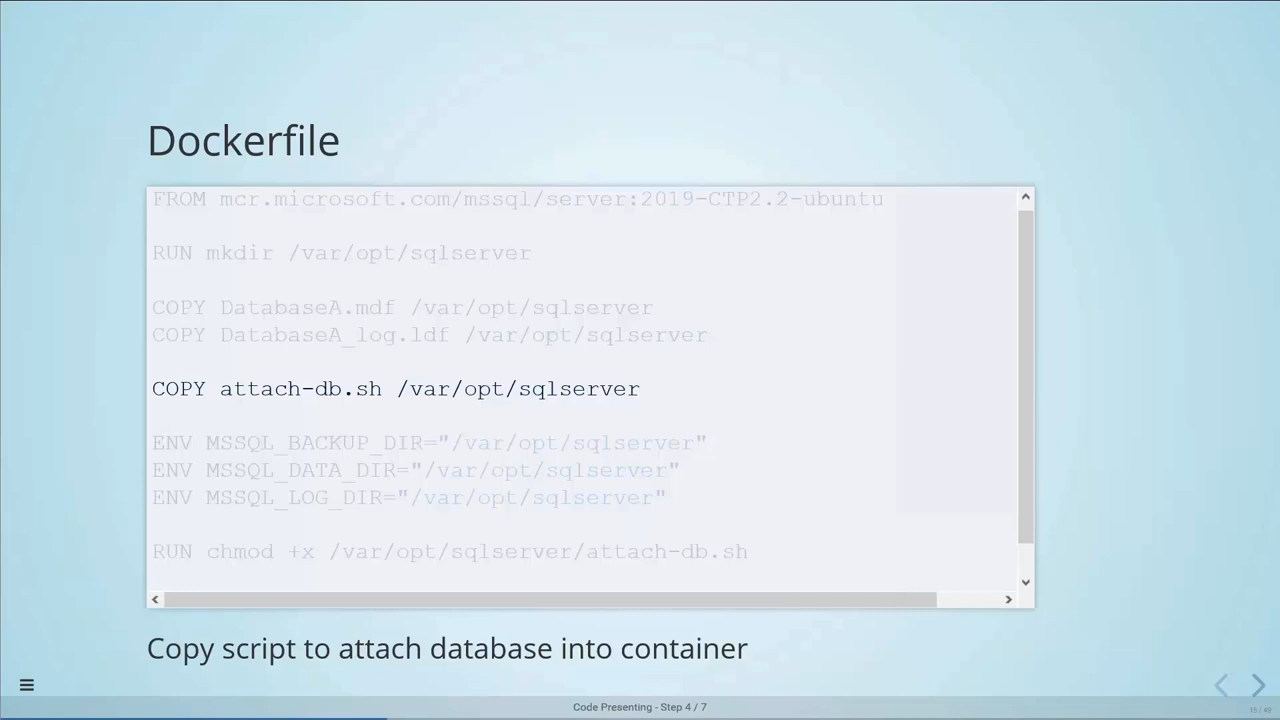 Dockerfile
FROM mcr.microsoft.com/mssql/server:2019-CTP2.2-ubuntu
RUN mkdir /var/opt/sqlserver
COPY DatabaseA.mdf /var/opt/sqlserver
COPY DatabaseA_log.ldf /var/opt/sqlserver
COPY attach-db.sh /var/opt/sqlserver
ENV MSSQL_BACKUP_DIR="/var/opt/sqlserver"
ENV MSSQL_DATA_DIR="/var/opt/sqlserver"
ENV MSSQL_LOG_DIR="/var/opt/sqlserver"
RUN chmod +x /var/opt/sqlserver/attach-db.sh
Copy script to attach database into container
Code Presenting - Step 4 / 7